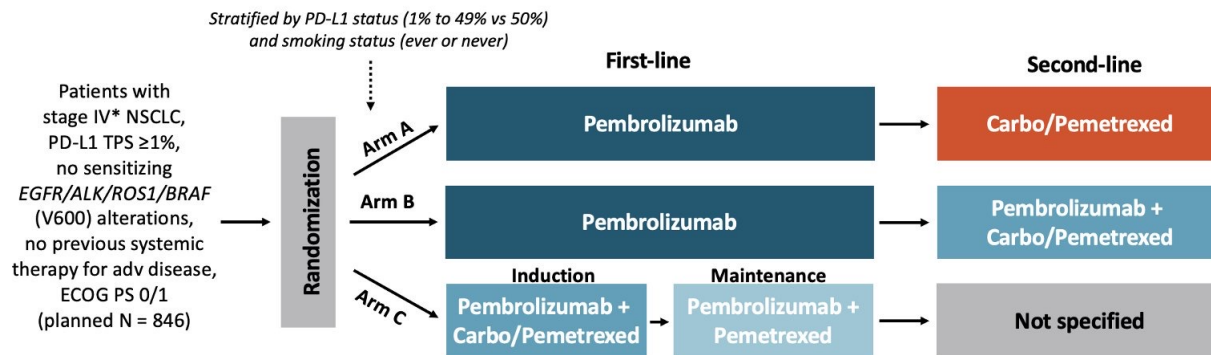 Stratified by PD-L1 status (1% to 49% vs 50%)
and smoking status (ever or never)
First-line
Second-line
Patients with
stage IV* NSCLC,
PD-L1 TPS ≥1%,
no sensitizing
EGFR/ALK/ROS1/BRAF
(V600) alterations,
no previous systemic
therapy for adv disease,
ECOG PS 0/1
(planned N = 846)
Randomization
Arm A
Pembrolizumab
Carbo/Pemetrexed
Arm B
Pembrolizumab
Pembrolizumab +
Carbo/Pemetrexed
Arm C
Induction
Maintenance
Pembrolizumab +
Carbo/Pemetrexed
Pembrolizumab +
Pemetrexed
Not specified